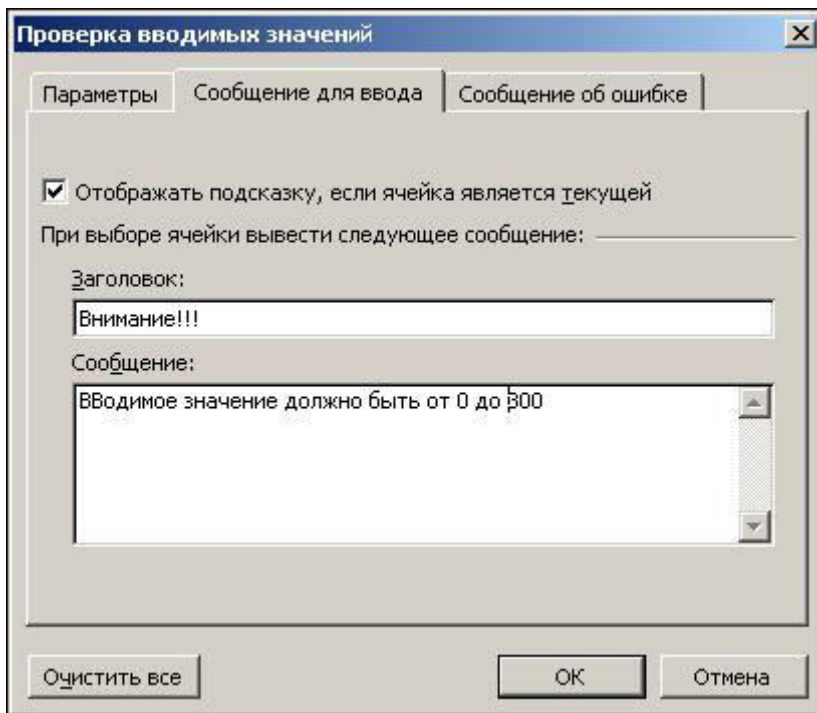 Проверка вводимых значений
Параметры
Сообщение для ввода
Сообщение об ошибке
Отображать подсказку, если ячейка является текущей
При выборе ячейки вывести следующее сообщение:
Заголовок:
Внимание!!!
Сообщение:
ВВодимое значение должно быть от 0 до 300
Очистить все
ОК
Отмена